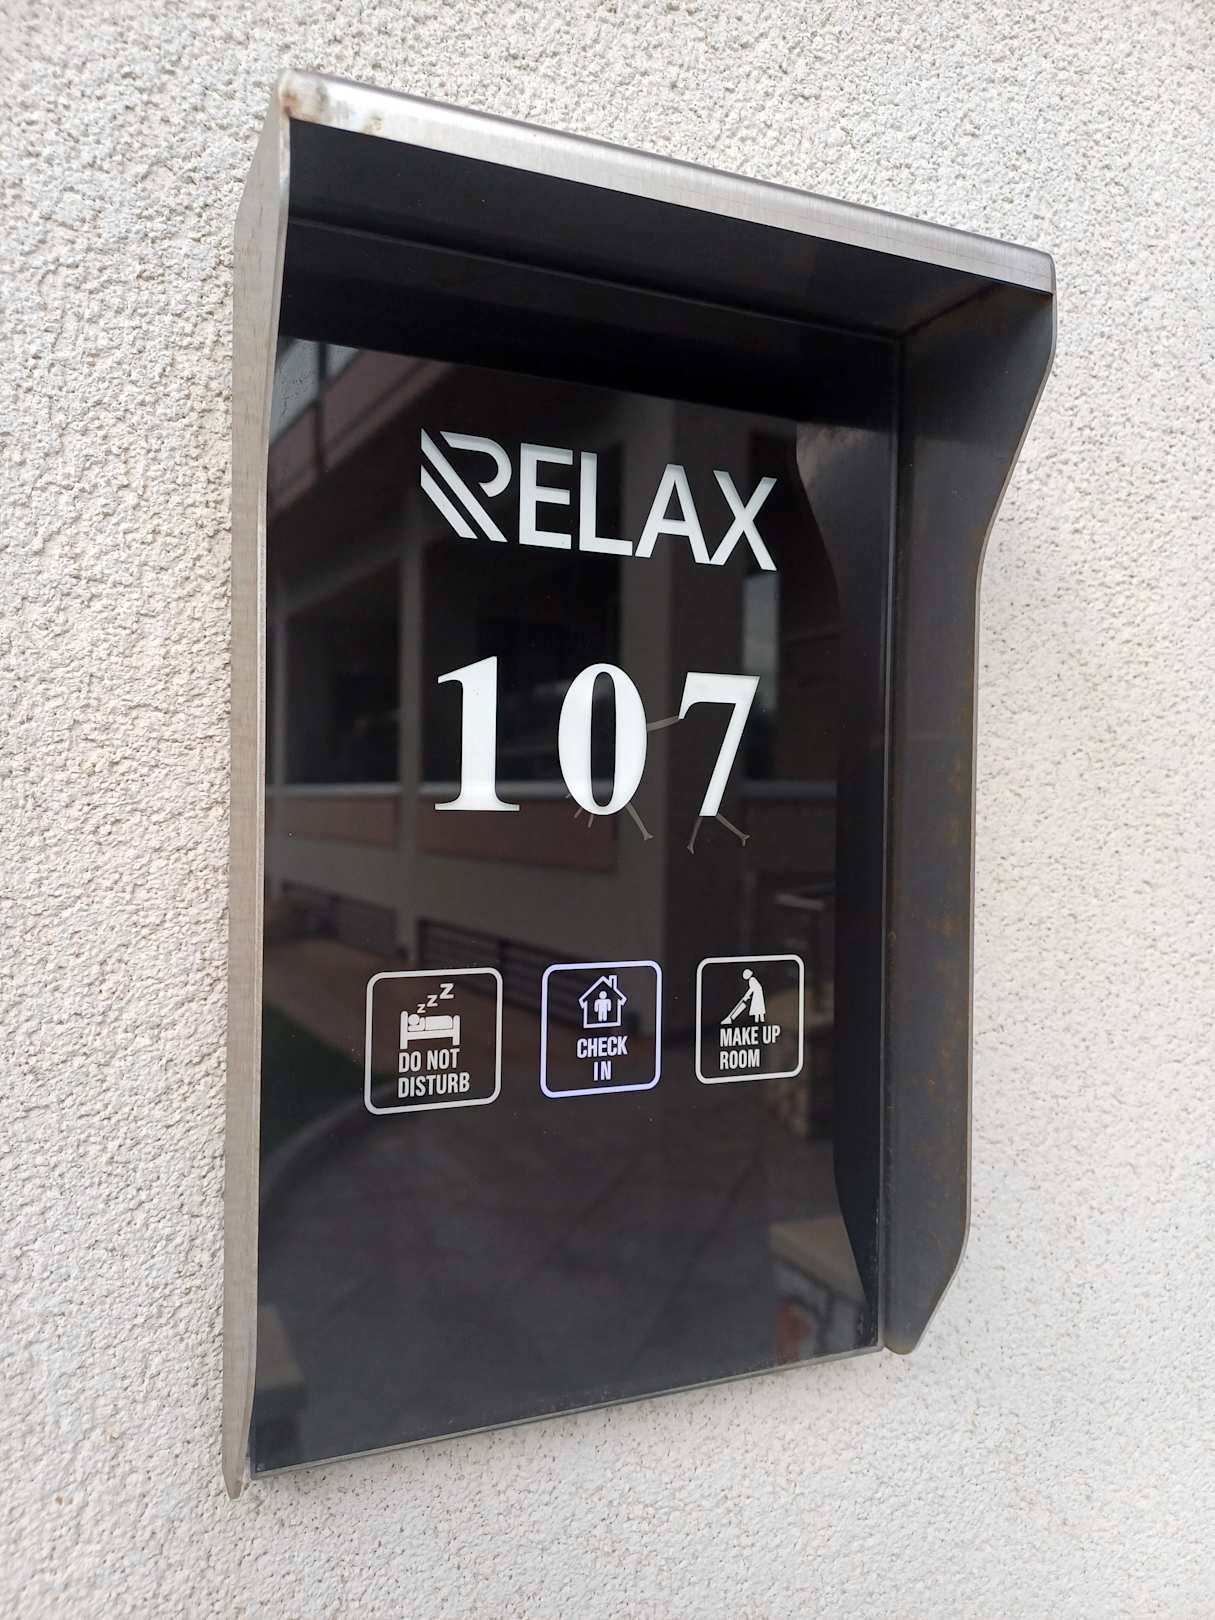 RELAX
107
z z Z
DO NOT
DISTURB
CHECK
IN
MAKE UP
ROOM